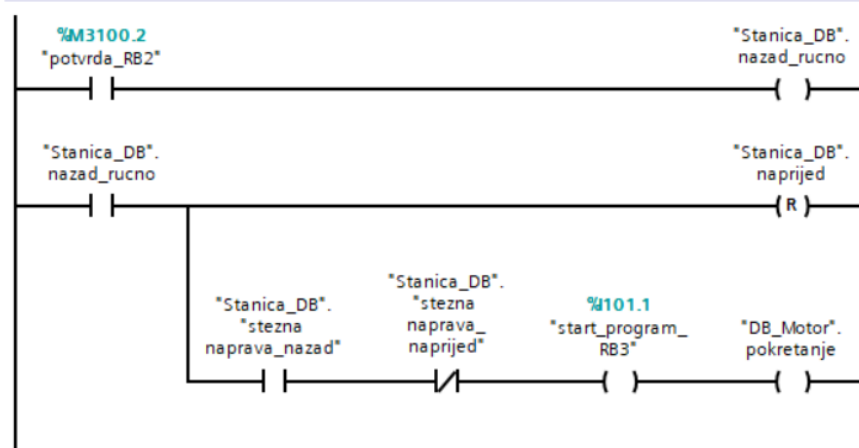 %M3100.2
"potvrda_RB2"
"Stanica_DB".
nazad_rucno
"Stanica_DB".
nazad_rucno
"Stanica_DB".
naprijed
R
"Stanica_DB".
"stezna
naprava_nazad"
"Stanica_DB".
"stezna
naprava_
naprijed"
%I101.1
"start_program_
RB3"
"DB_Motor".
pokretanje